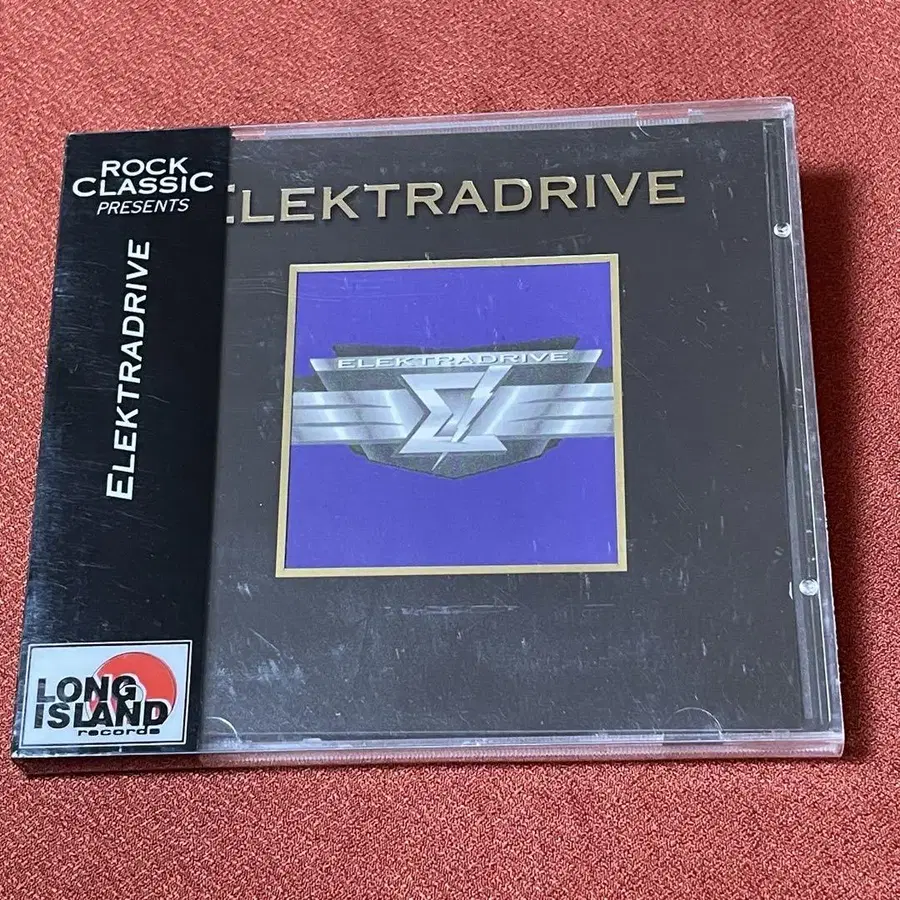 ROCK
CLASSIC
PRESENTS
ELEKTRADRIVE
LONG
ISLAND
records
ELEKTRADRIVE
ELEKTRADRIVE